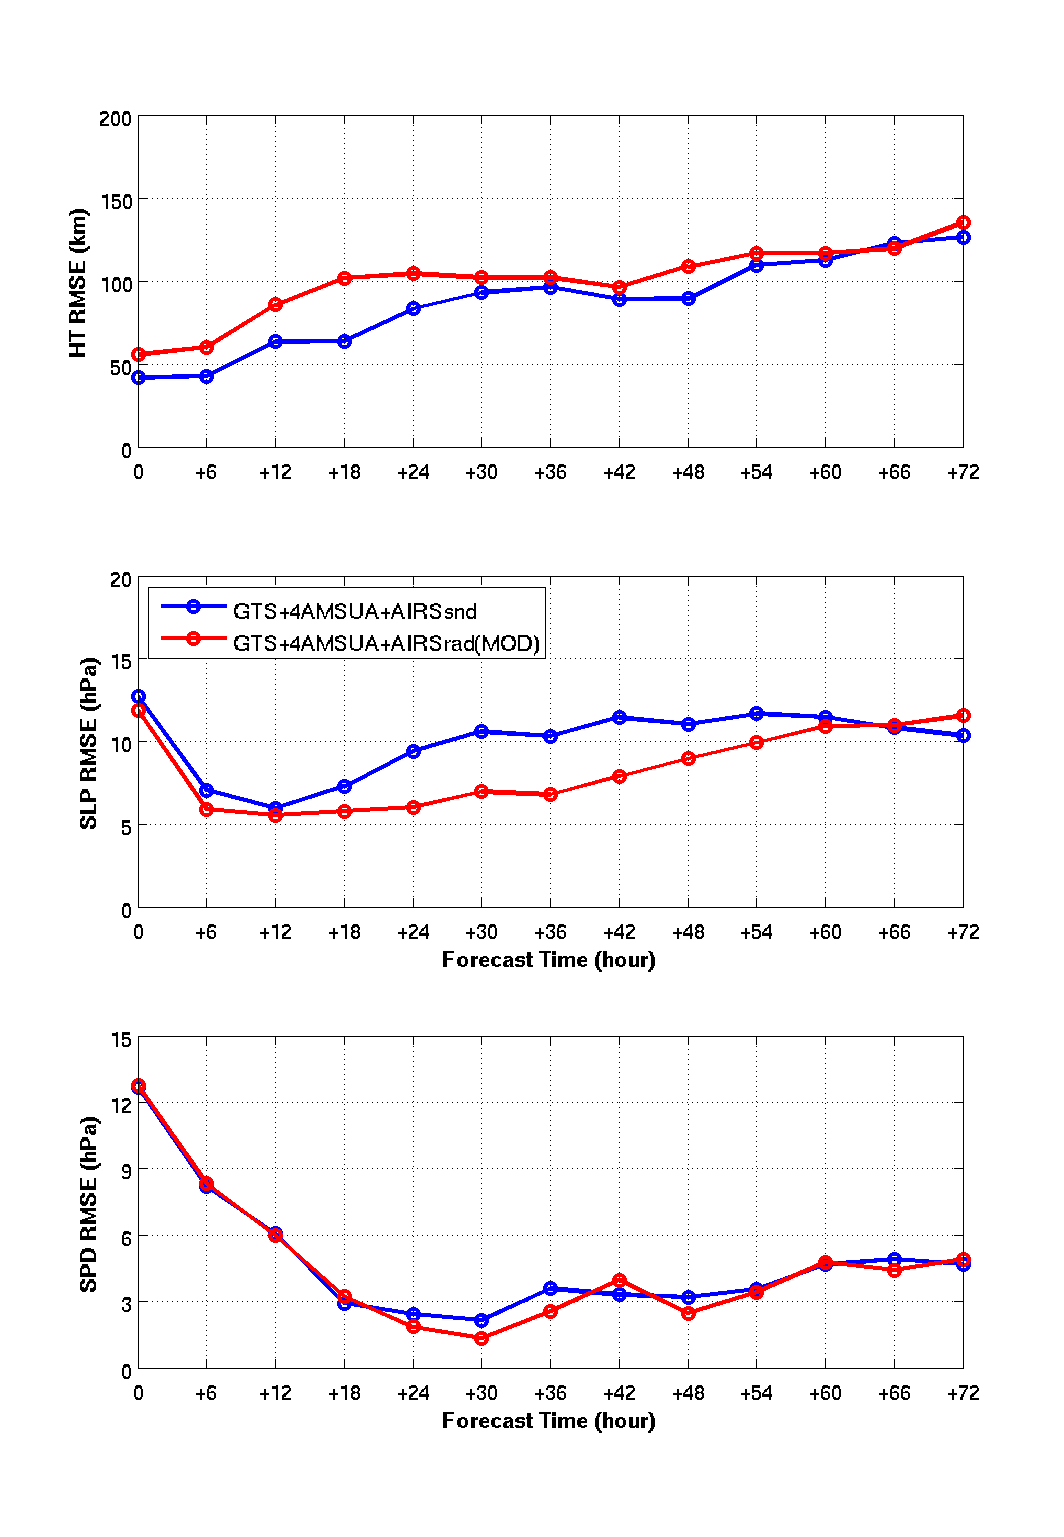 200
150
100
50
0
HT RMSE (km)
0 +6 +12 +18 +24 +30 +36 +42 +48 +54 +60 +66 +72
20
15
10
5
0
SLP RMSE (hPa)
GTS+4AMSUA+AIRSsnd
GTS+4AMSUA+AIRSrad(MOD)
0 +6 +12 +18 +24 +30 +36 +42 +48 +54 +60 +66 +72
Forecast Time (hour)
15
12
9
6
3
0
SPD RMSE (hPa)
0 +6 +12 +18 +24 +30 +36 +42 +48 +54 +60 +66 +72
Forecast Time (hour)